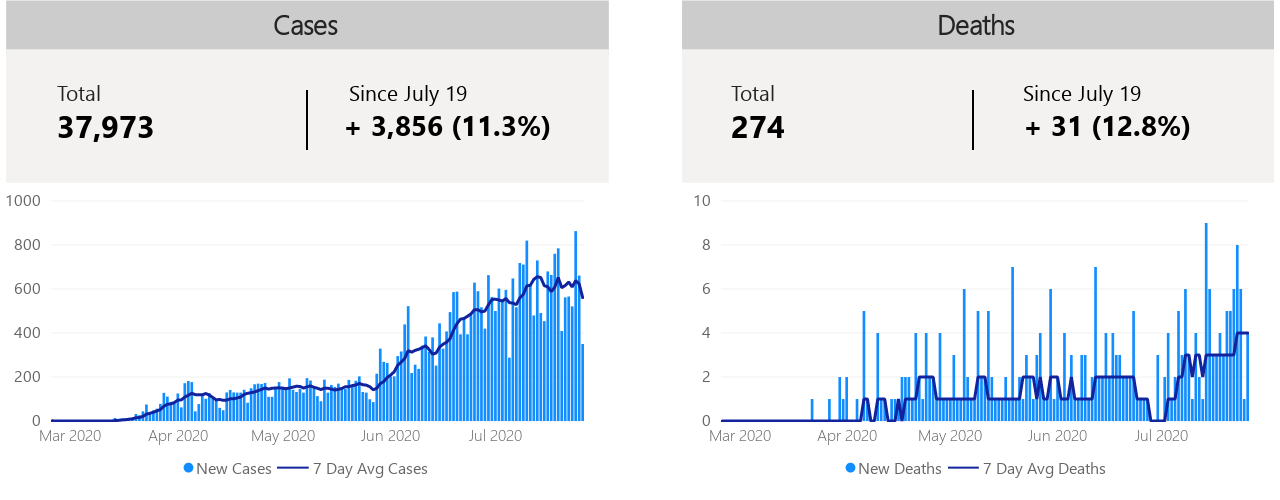 Cases
Total
37,973
Since July 19
+ 3,856 (11.3%)
1000
800
600
400
200
0
Mar 2020 Apr 2020 May 2020 Jun 2020 Jul 2020
New Cases 7 Day Avg Cases
Deaths
Total
274
Since July 19
+ 31 (12.8%)
10
8
6
4
2
0
Mar 2020 Apr 2020 May 2020 Jun 2020 Jul 2020
New Deaths 7 Day Avg Deaths